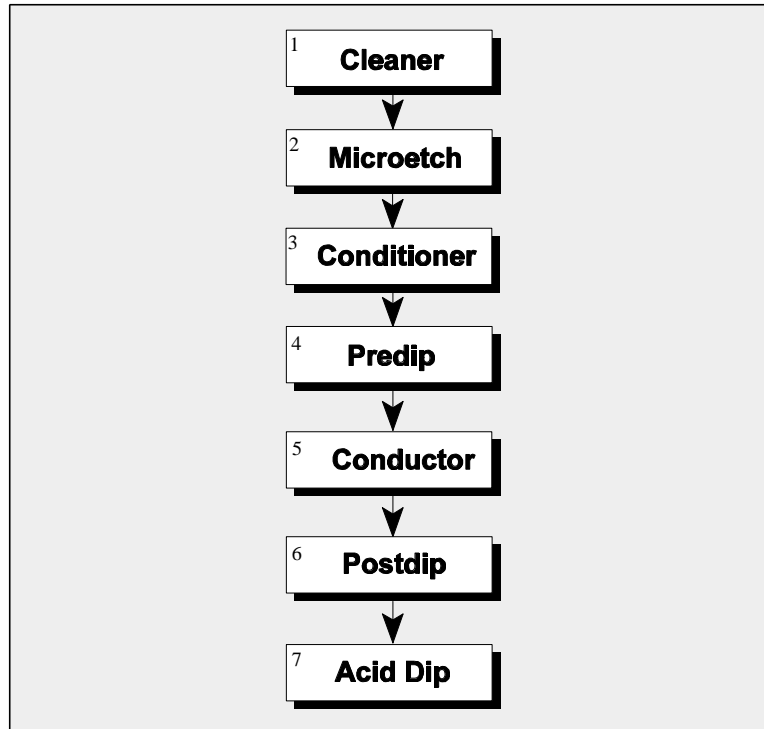 1
Cleaner
2
Microetch
3
Conditioner
4
Predip
5
Conductor
6
Postdip
7
Acid Dip